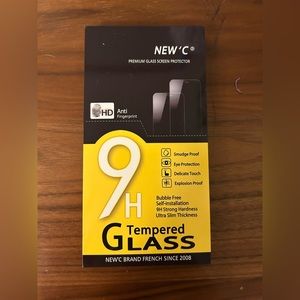 NEW'C®
PREMIUM GLASS SCREEN PROTECTOR
HD
Anti
Fingerprint
9H
Smudge Proof
Eye Protection
Delicate Touch
Explosion Proof
Bubble Free
Self-installation
9H Strong Hardness
Ultra Slim Thickness
Tempered
GLASS
NEW'C BRAND FRENCH SINCE 2008